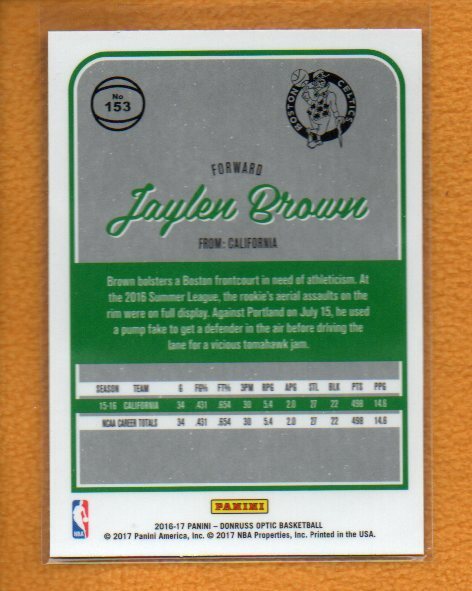 No
153
BOSTON CELTICS
FORWARD
Jaylen Brown
FROM: CALIFORNIA
Brown bolsters a Boston frontcourt in need of athleticism. At
the 2016 Summer League, the rookie's aerial assaults on the
rim were on full display. Against Portland on July 15, he used
a pump fake to get a defender in the air before driving the
lane for a vicious tomahawk jam.
SEASON TEAM G FG% FT% 3PM RPG APG STL BLK PTS PPG
15-16 CALIFORNIA 34 .431 .654 30 5.4 2.0 27 22 498 14.6
NCAA CAREER TOTALS 34 .431 .654 30 5.4 2.0 27 22 498 14.6
NBA
PANINI
2016-17 PANINI – DONRUSS OPTIC BASKETBALL
© 2017 Panini America, Inc. © 2017 NBA Properties, Inc. Printed in the USA.